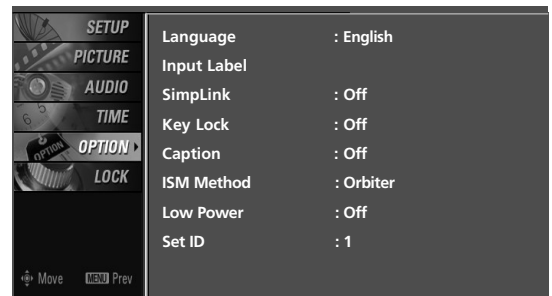 SETUP
PICTURE
AUDIO
TIME
OPTION
LOCK
Move MENU Prev
Language : English
Input Label
SimpLink : Off
Key Lock : Off
Caption : Off
ISM Method : Orbiter
Low Power : Off
Set ID : 1